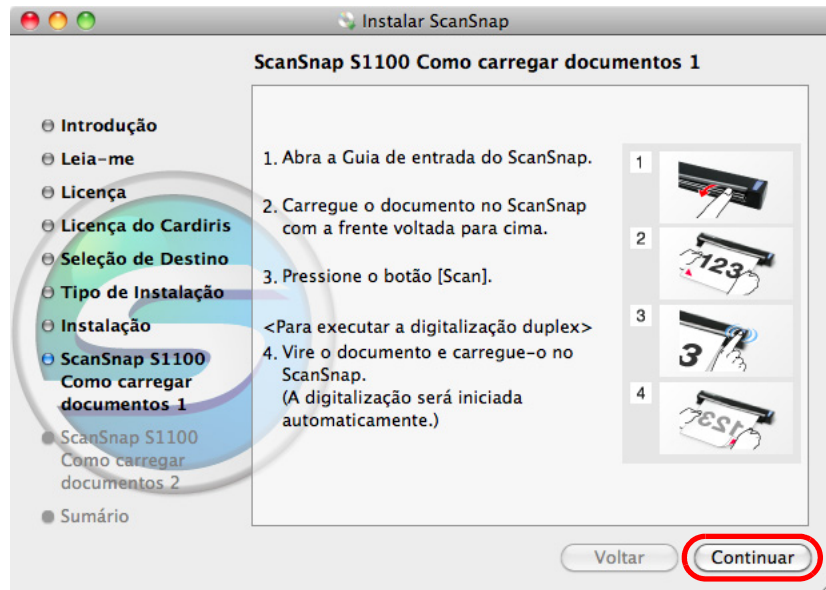 Instalar ScanSnap
ScanSnap S1100 Como carregar documentos 1
Introdução
Leia-me
Licença
Licença do Cardiris
Seleção de Destino
Tipo de Instalação
Instalação
ScanSnap S1100
Como carregar
documentos 1
ScanSnap S1100
Como carregar
documentos 2
Sumário
1. Abra a Guia de entrada do ScanSnap.
2. Carregue o documento no ScanSnap
com a frente voltada para cima.
3. Pressione o botão [Scan].
<Para executar a digitalização duplex>
4. Vire o documento e carregue-o no
ScanSnap.
(A digitalização será iniciada
automaticamente.)
1
2
123
3
3
4
123
Voltar
Continuar